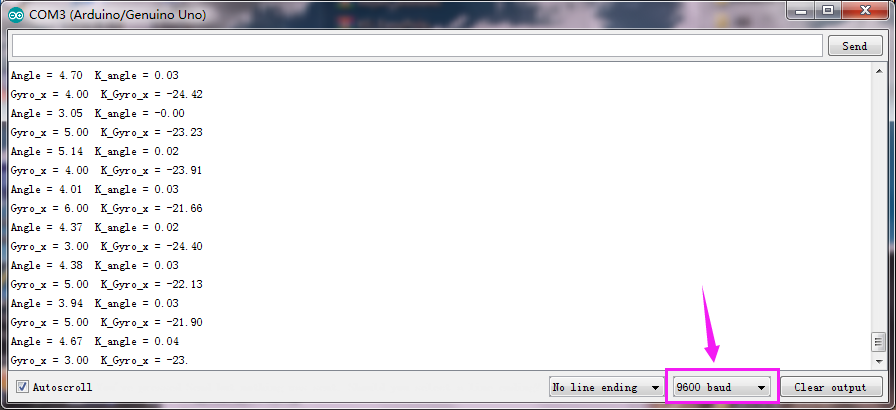 COM3 (Arduino/Genuino Uno)
Send
Angle = 4.70  K_angle = 0.03
Gyro_x = 4.00  K_Gyro_x = -24.42
Angle = 3.05  K_angle = -0.00
Gyro_x = 5.00  K_Gyro_x = -23.23
Angle = 5.14  K_angle = 0.02
Gyro_x = 4.00  K_Gyro_x = -23.91
Angle = 4.01  K_angle = 0.03
Gyro_x = 6.00  K_Gyro_x = -21.66
Angle = 4.37  K_angle = 0.02
Gyro_x = 3.00  K_Gyro_x = -24.40
Angle = 4.38  K_angle = 0.03
Gyro_x = 5.00  K_Gyro_x = -22.13
Angle = 3.94  K_angle = 0.03
Gyro_x = 5.00  K_Gyro_x = -21.90
Angle = 4.67  K_angle = 0.04
Gyro_x = 3.00  K_Gyro_x = -23.
Autoscroll No line ending 9600 baud Clear output